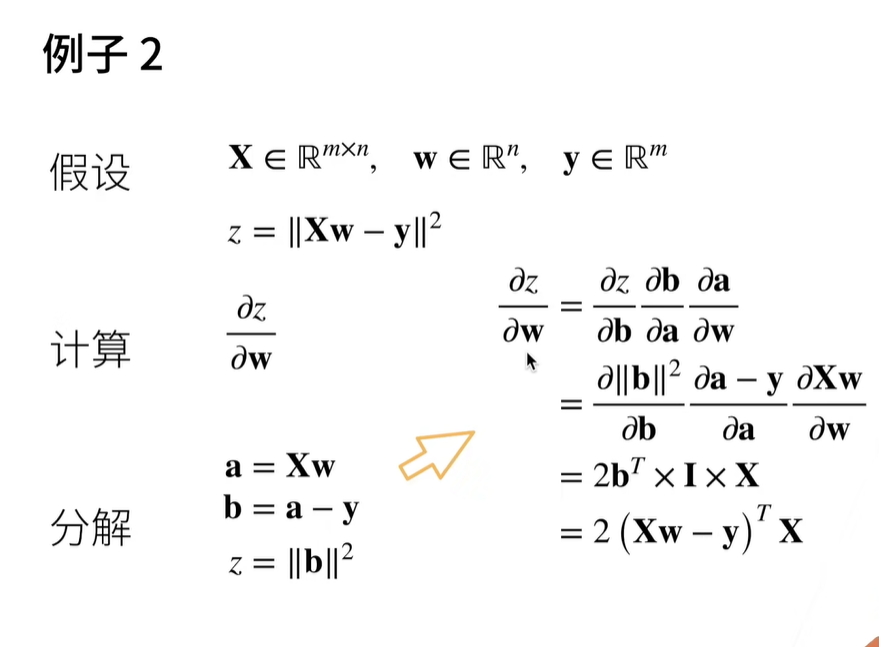 例子 2
假设 X ∈ ℝ^{m×n}, w ∈ ℝ^n, y ∈ ℝ^m
z = ||Xw − y||^2
计算 ∂z/∂w
分解 a = Xw
b = a − y
z = ||b||^2
∂z/∂w = ∂z/∂b ∂b/∂a ∂a/∂w
= ∂||b||^2/∂b ∂a − y/∂a ∂Xw/∂w
= 2b^T × I × X
= 2(Xw − y)^T X